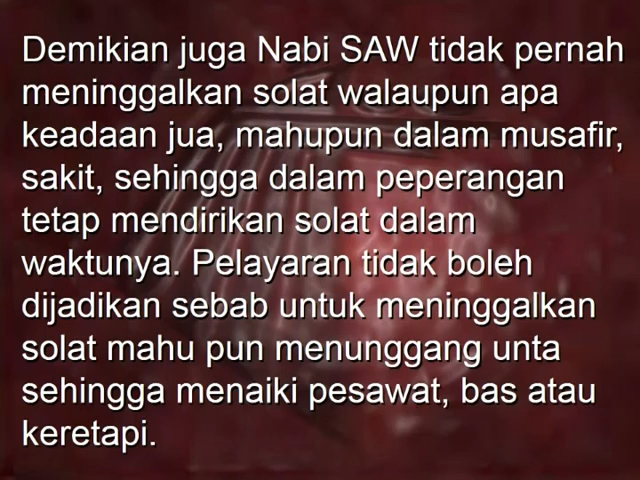 Demikian juga Nabi SAW tidak pernah
meninggalkan solat walaupun apa
keadaan jua, mahupun dalam musafir,
sakit, sehingga dalam peperangan
tetap mendirikan solat dalam
waktunya. Pelayaran tidak boleh
dijadikan sebab untuk meninggalkan
solat mahu pun menunggang unta
sehingga menaiki pesawat, bas atau
keretapi.